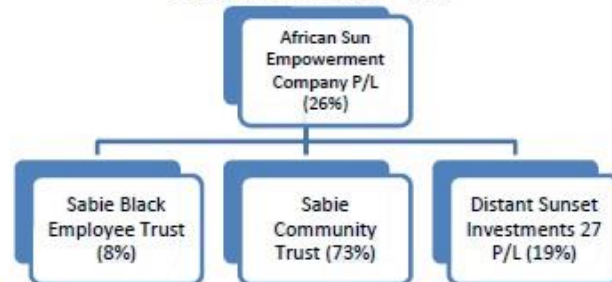 African Sun
Empowerment
Company P/L
(26%)
Sabie Black
Employee Trust
(8%)
Sabie
Community
Trust (73%)
Distant Sunset
Investments 27
P/L (19%)